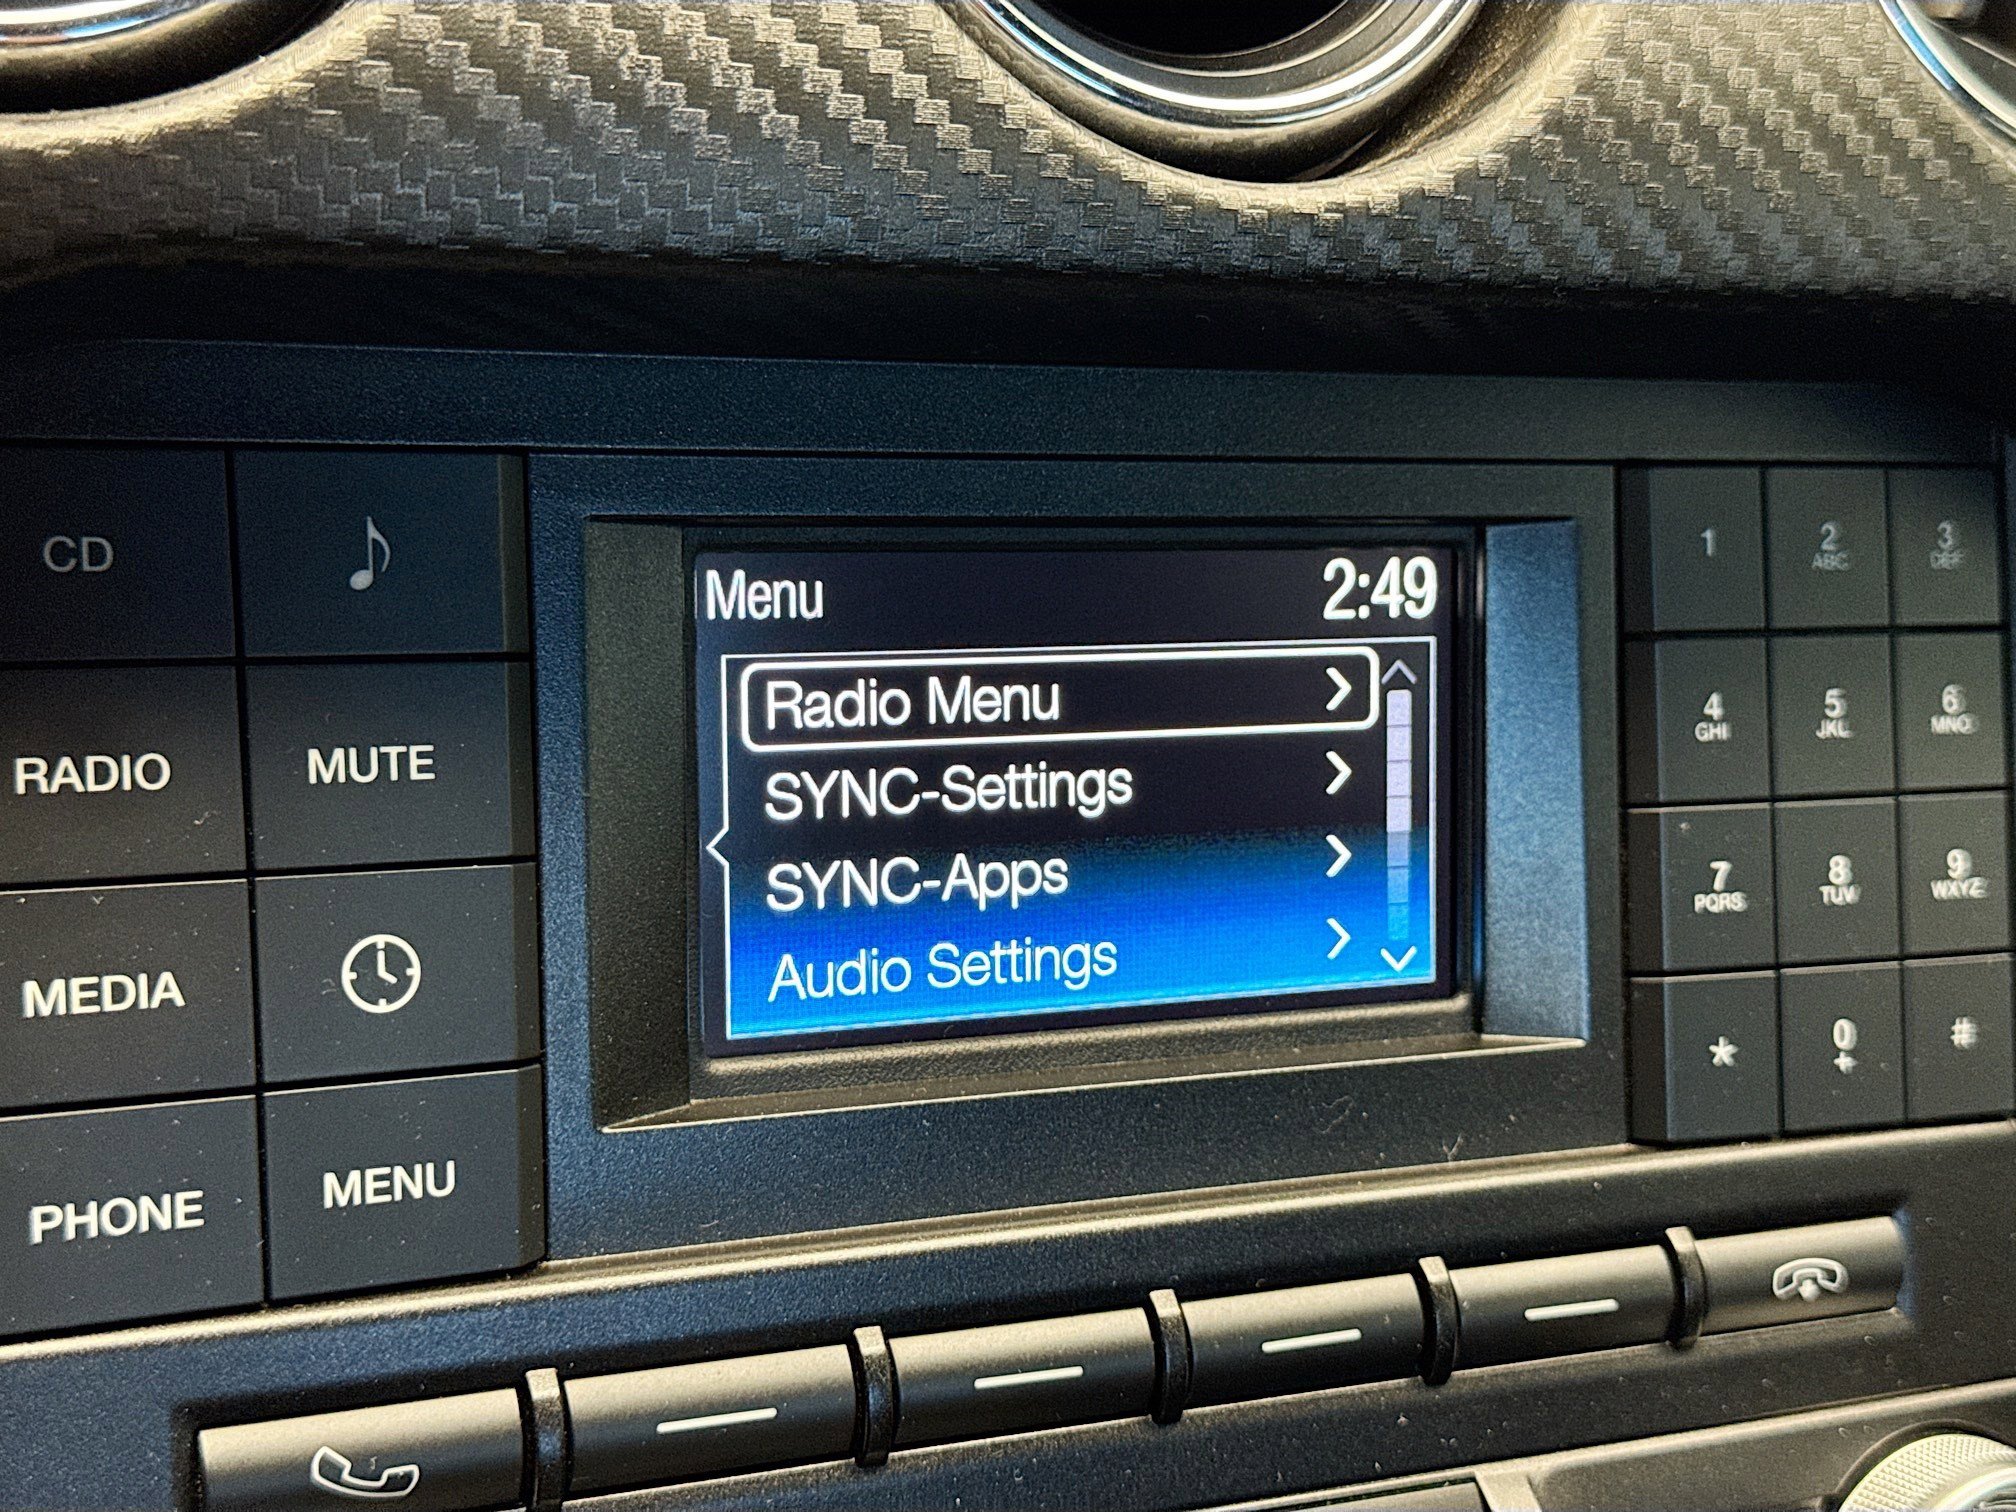 CD
RADIO
MUTE
MEDIA
PHONE
MENU
Menu 2:49
Radio Menu
SYNC-Settings
SYNC-Apps
Audio Settings
1
2
ABC
3
DEF
4
GHI
5
JKL
6
MNO
7
PQRS
8
TUV
9
WXYZ
*
0
+
#